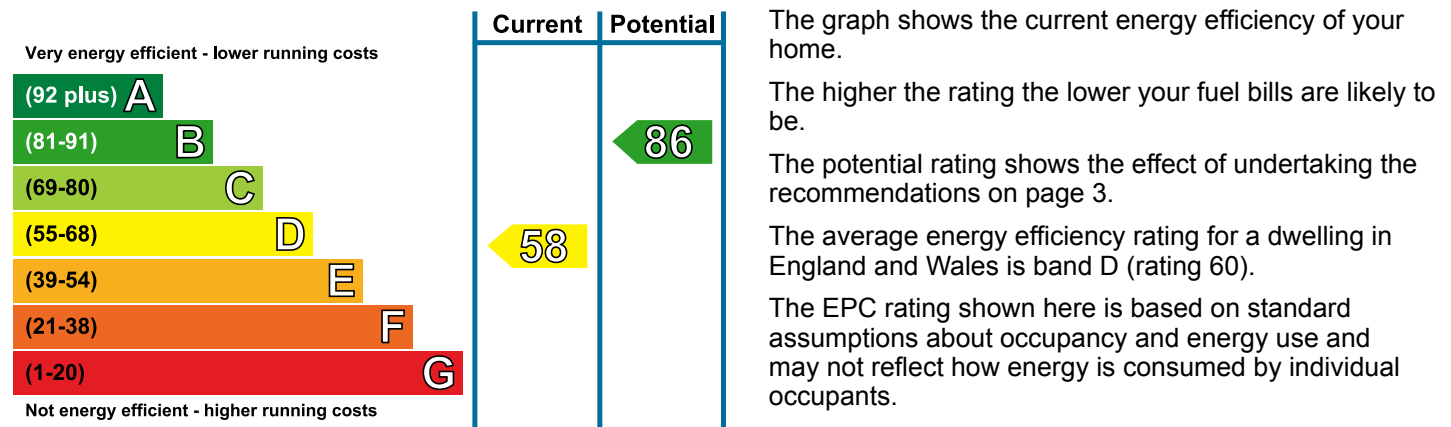 Current Potential
Very energy efficient - lower running costs
(92 plus) A
(81-91) B
86
(69-80) C
(55-68) D
58
(39-54) E
(21-38) F
(1-20) G
Not energy efficient - higher running costs
The graph shows the current energy efficiency of your
home.
The higher the rating the lower your fuel bills are likely to
be.
The potential rating shows the effect of undertaking the
recommendations on page 3.
The average energy efficiency rating for a dwelling in
England and Wales is band D (rating 60).
The EPC rating shown here is based on standard
assumptions about occupancy and energy use and
may not reflect how energy is consumed by individual
occupants.